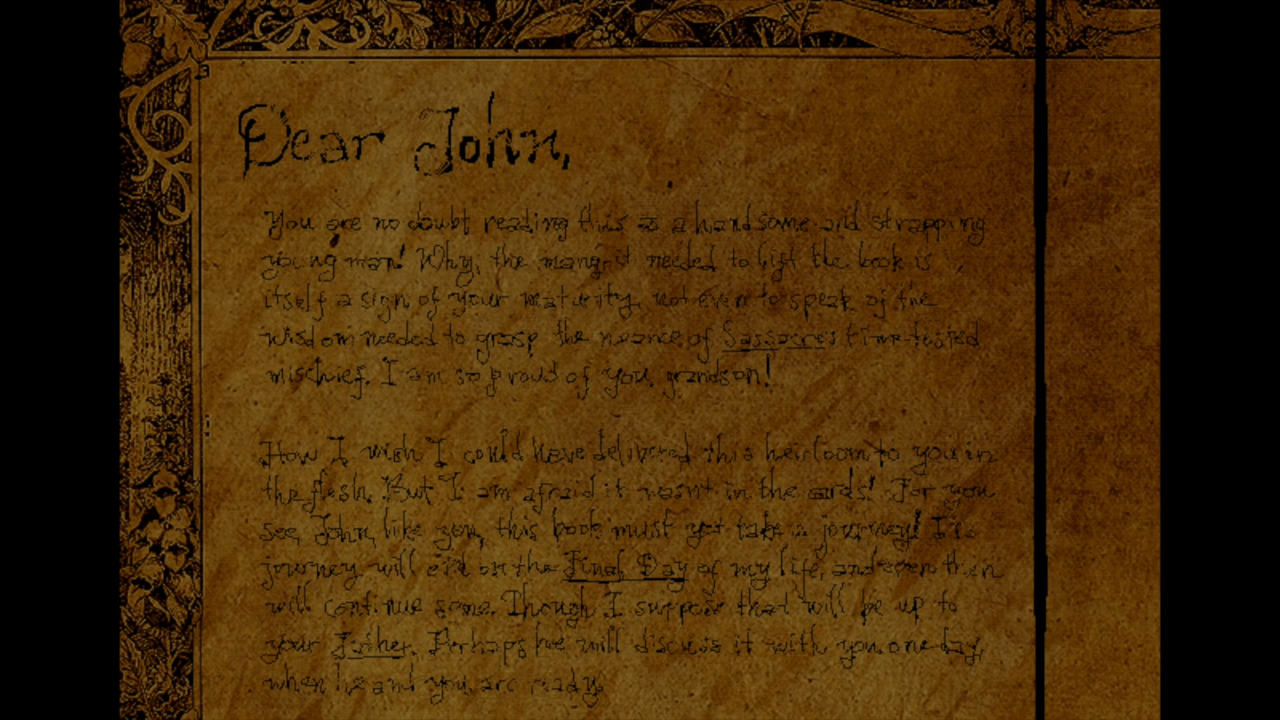 Dear John,
You are no doubt reading this as a handsome and strapping
young man! Why, the mangrit needed to lift the book is
itself a sign of your maturity, not even to speak of the
wisdom needed to grasp the nuance of Sassacre's time-tested
mischief. I am so proud of you, grandson!
How I wish I could have delivered this heirloom to you in
the flesh. But I am afraid it wasn't in the cards! For you
see, John, like you, this book must yet take a journey! Its
journey will end on the Final Day of my life, and even then
will continue some. Though I suppose that will be up to
your Father. Perhaps he will discuss it with you one day,
when he and you are ready.